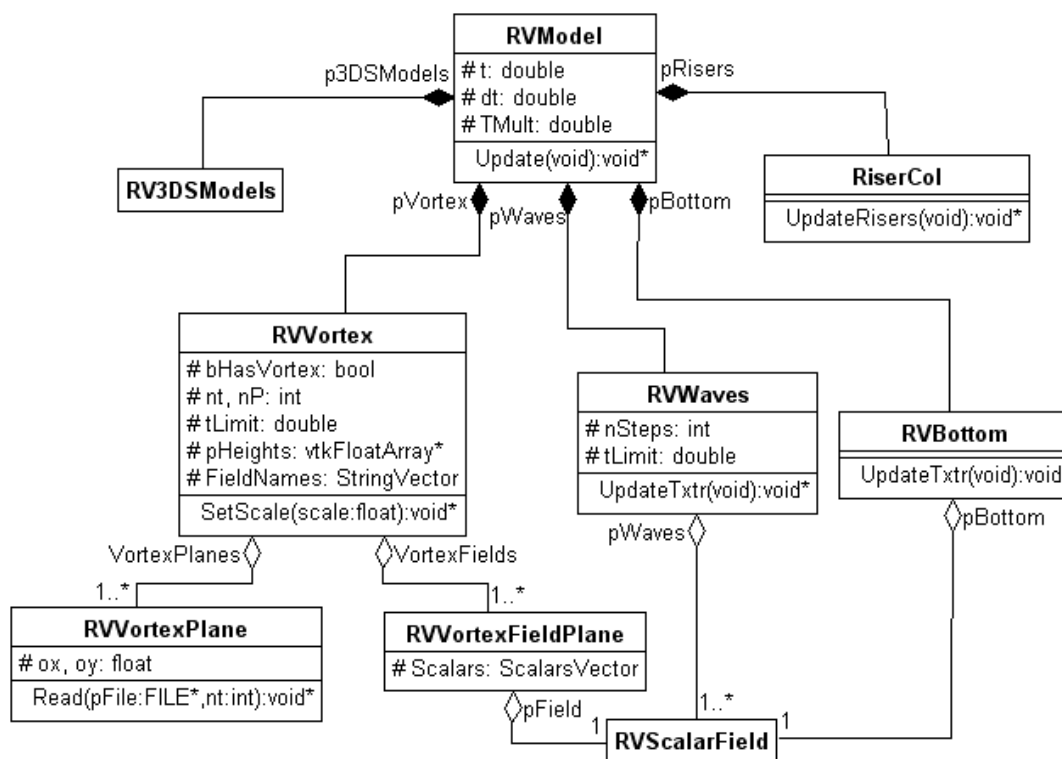 RVModel
# t: double
# dt: double
# TMult: double
Update(void):void*
p3DSModels
pRisers
RV3DSModels
RiserCol
UpdateRisers(void):void*
pVortex
pWaves
pBottom
RVVortex
# bHasVortex: bool
# nt, nP: int
# tLimit: double
# pHeights: vtkFloatArray*
# FieldNames: StringVector
SetScale(scale:float):void*
RVWaves
# nSteps: int
# tLimit: double
UpdateTxtr(void):void*
RVBottom
UpdateTxtr(void):void
VortexPlanes
VortexFields
pWaves
pBottom
1..*
1..*
RVVortexPlane
# ox, oy: float
Read(pFile:FILE*,nt:int):void*
RVVortexFieldPlane
# Scalars: ScalarsVector
pField
1
1..*
1
RVScalarField